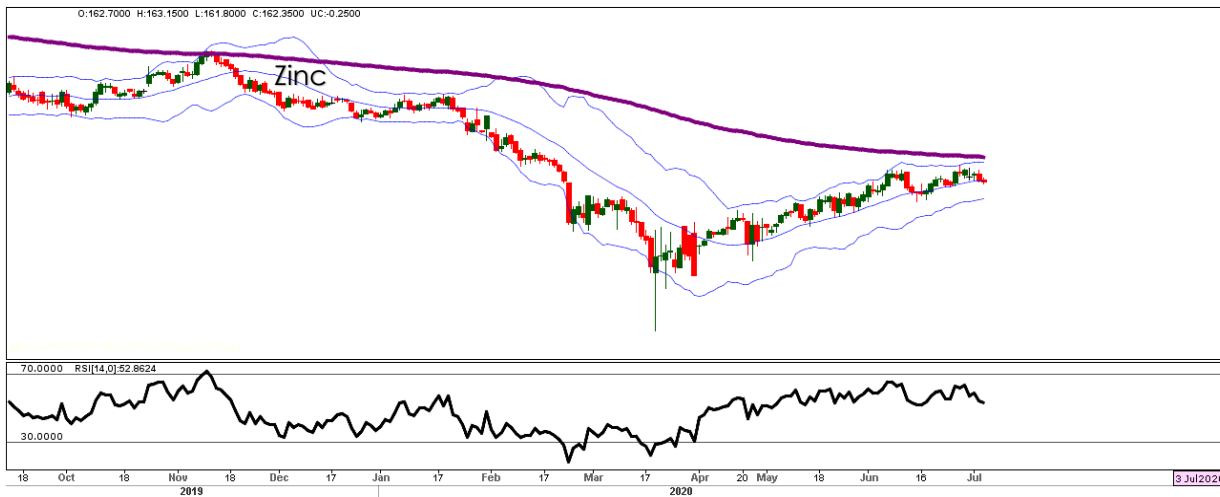 O:162.7000 H:163.1500 L:161.8000 C:162.3500 UC:-0.2500
Zinc
70.0000 RSI[14,0]:52.8624
30.0000
18 Oct 18 Nov 18 Dec 17 Jan 17 Feb 17 Mar 17 Apr 20 May 18 Jun 16 Jul 3 Jul2020
2019 2020